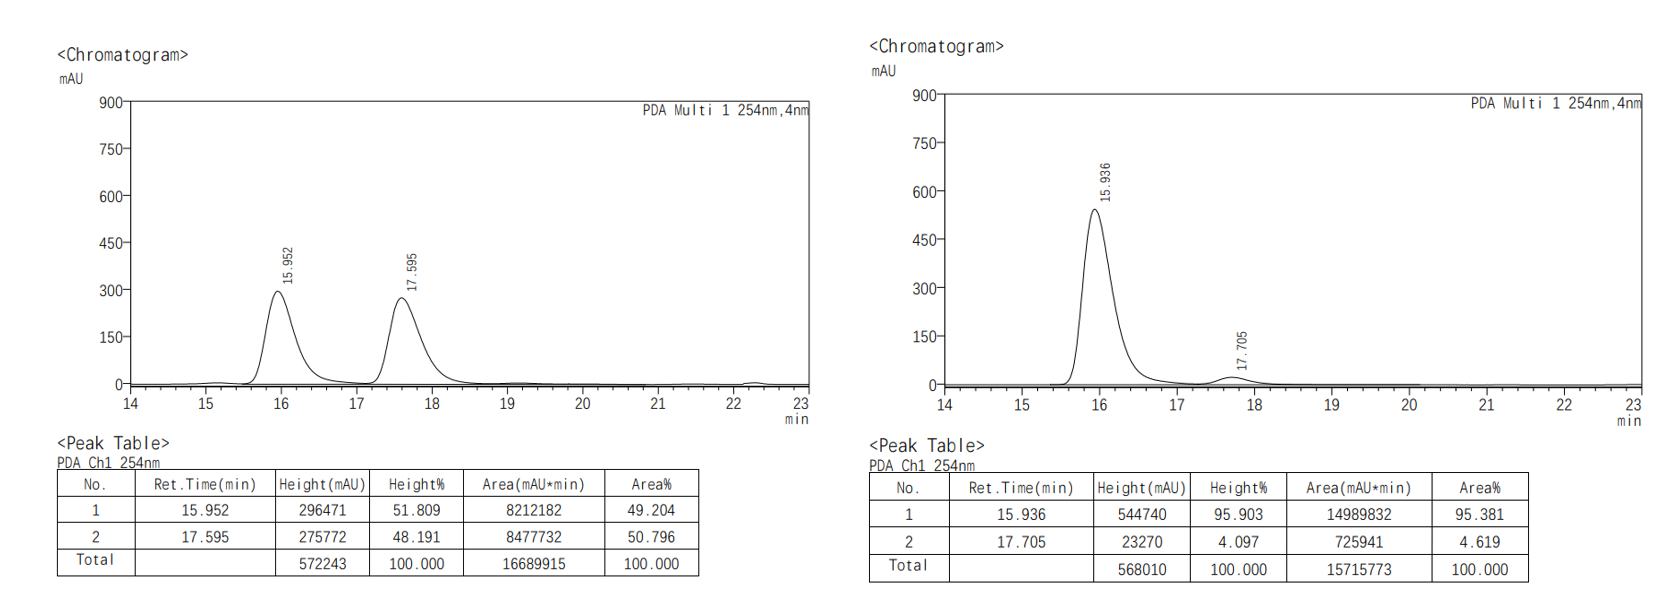 <Chromatogram>
mAU
900
PDA Multi 1 254nm,4nm
750
600
450
300
150
0
15.952
17.595
14 15 16 17 18 19 20 21 22 23
min
<Peak Table>
PDA Ch1 254nm
No. Ret.Time(min) Height(mAU) Height% Area(mAU*min) Area%
1 15.952 296471 51.809 8212182 49.204
2 17.595 275772 48.191 8477732 50.796
Total 572243 100.000 16689915 100.000
<Chromatogram>
mAU
900
PDA Multi 1 254nm,4nm
750
600
450
300
150
0
15.936
17.705
14 15 16 17 18 19 20 21 22 23
min
<Peak Table>
PDA Ch1 254nm
No. Ret.Time(min) Height(mAU) Height% Area(mAU*min) Area%
1 15.936 544740 95.903 14989832 95.381
2 17.705 23270 4.097 725941 4.619
Total 568010 100.000 15715773 100.000